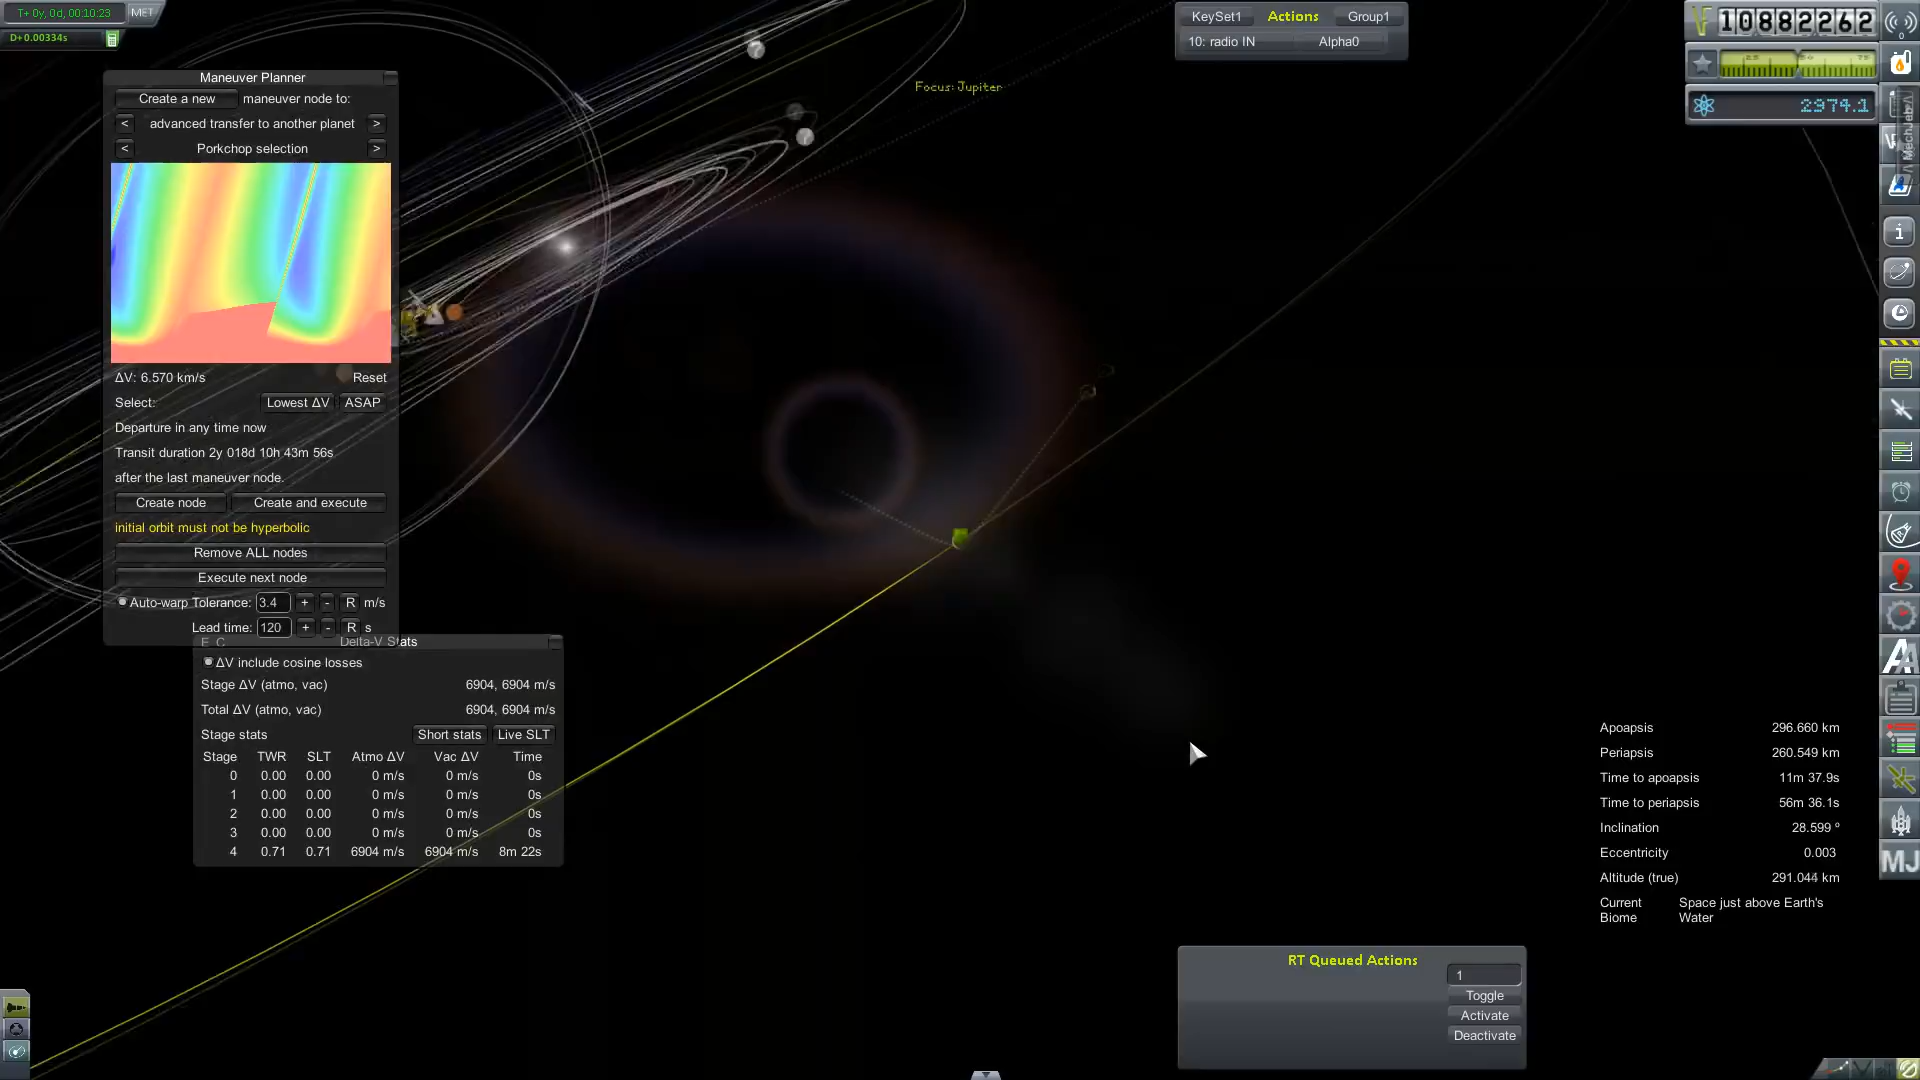 T+ 0y, 0d, 00:10:23 MET
D+0.00334s
KeySet1 Actions Group1
10: radio IN Alpha0
10882262
0
2974.1
MechJeb
Focus: Jupiter
Maneuver Planner
Create a new maneuver node to:
< advanced transfer to another planet >
< Porkchop selection >
ΔV: 6.570 km/s Reset
Select: Lowest ΔV ASAP
Departure in any time now
Transit duration 2y 018d 10h 43m 56s
after the last maneuver node.
Create node Create and execute
initial orbit must not be hyperbolic
Remove ALL nodes
Execute next node
Auto-warp Tolerance: 3.4 + - R m/s
Lead time: 120 + - R s
E C Delta-V Stats
ΔV include cosine losses
Stage ΔV (atmo, vac) 6904, 6904 m/s
Total ΔV (atmo, vac) 6904, 6904 m/s
Stage stats Short stats Live SLT
Stage TWR SLT Atmo ΔV Vac ΔV Time
0 0.00 0.00 0 m/s 0 m/s 0s
1 0.00 0.00 0 m/s 0 m/s 0s
2 0.00 0.00 0 m/s 0 m/s 0s
3 0.00 0.00 0 m/s 0 m/s 0s
4 0.71 0.71 6904 m/s 6904 m/s 8m 22s
Apoapsis 296.660 km
Periapsis 260.549 km
Time to apoapsis 11m 37.9s
Time to periapsis 56m 36.1s
Inclination 28.599 º
Eccentricity 0.003
Altitude (true) 291.044 km
Current Biome Space just above Earth's Water
MJ
RT Queued Actions
1
Toggle
Activate
Deactivate